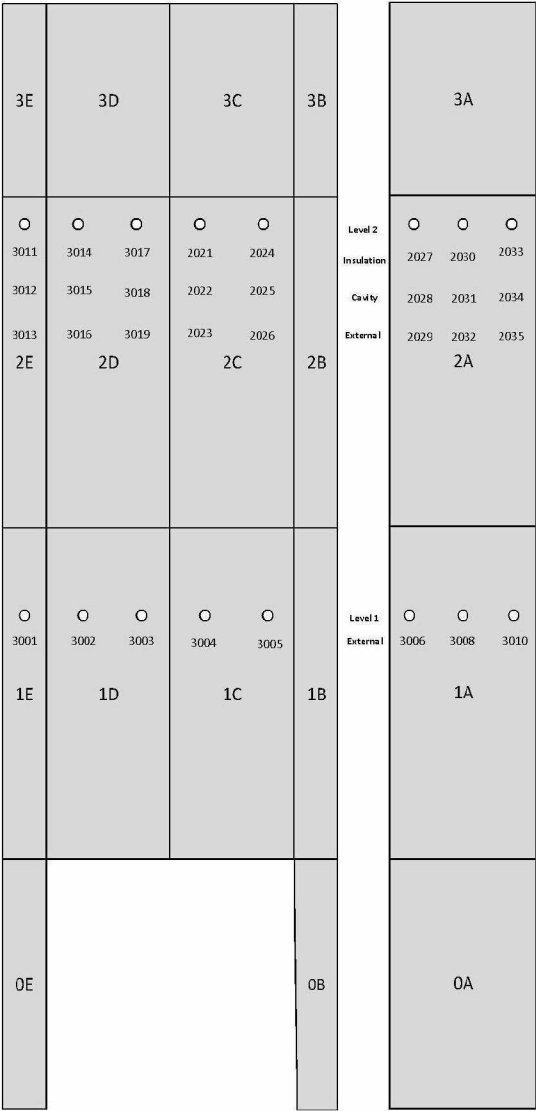 3E 3D 3C 3B 3A
Level 2
3011 3014 3017 2021 2024 Insulation 2027 2030 2033
3012 3015 3018 2022 2025 Cavity 2028 2031 2034
3013 3016 3019 2023 2026 External 2029 2032 2035
2E 2D 2C 2B 2A
Level 1
3001 3002 3003 3004 3005 External 3006 3008 3010
1E 1D 1C 1B 1A
0E 0B 0A